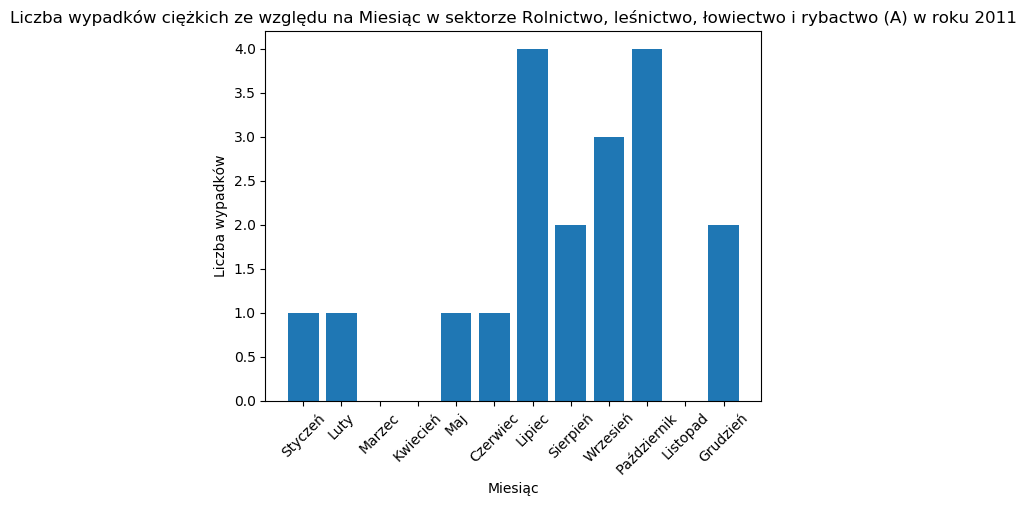 Liczba wypadków ciężkich ze względu na Miesiąc w sektorze Rolnictwo, leśnictwo, łowiectwo i rybactwo (A) w roku 2011
Liczba wypadków
4.0
3.5
3.0
2.5
2.0
1.5
1.0
0.5
0.0
Styczeń
Luty
Marzec
Kwiecień
Maj
Czerwiec
Lipiec
Sierpień
Wrzesień
Październik
Listopad
Grudzień
Miesiąc